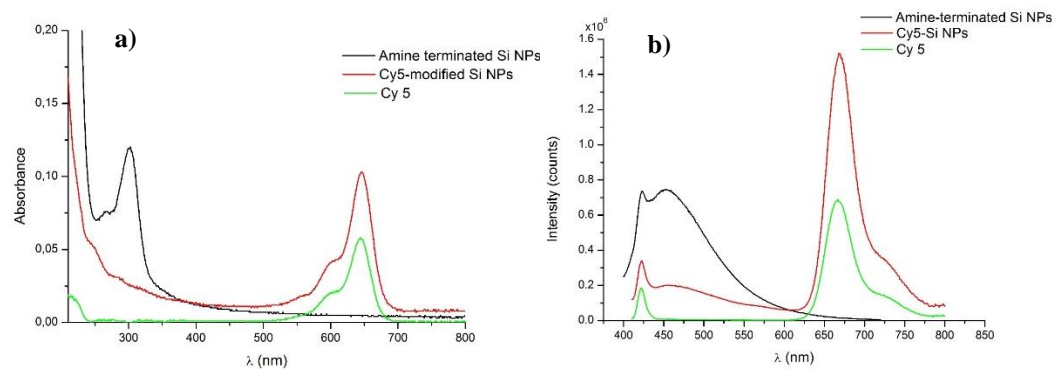 a)
Amine terminated Si NPs
Cy5-modified Si NPs
Cy 5
0,20
0,15
0,10
0,05
0,00
Absorbance
300 400 500 600 700 800
λ (nm)
b)
Amine-terminated Si NPs
Cy5-Si NPs
Cy 5
x10⁶
1.6
1.4
1.2
1.0
0.8
0.6
0.4
0.2
0.0
Intensity (counts)
400 450 500 550 600 650 700 750 800 850
λ (nm)